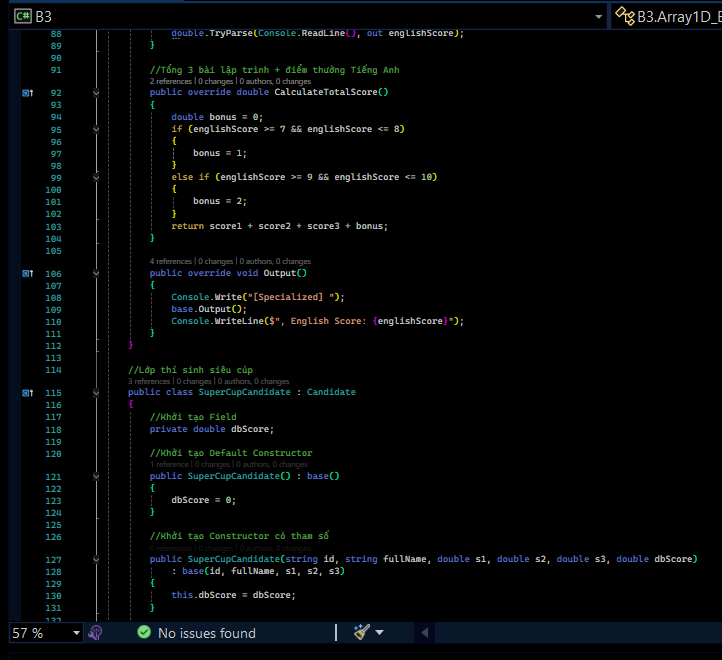 C# B3
B3.Array1D_
88 double.TryParse(Console.ReadLine(), out englishScore);
89 }
90
91 //Tổng 3 bài lập trình + điểm thưởng Tiếng Anh
2 references | 0 changes | 0 authors, 0 changes
92 public override double CalculateTotalScore()
93 {
94 double bonus = 0;
95 if (englishScore >= 7 && englishScore <= 8)
96 {
97 bonus = 1;
98 }
99 else if (englishScore >= 9 && englishScore <= 10)
100 {
101 bonus = 2;
102 }
103 return score1 + score2 + score3 + bonus;
104 }
105
4 references | 0 changes | 0 authors, 0 changes
106 public override void Output()
107 {
108 Console.Write("[Specialized] ");
109 base.Output();
110 Console.WriteLine($", English Score: {englishScore}");
111 }
112 }
113
114 //Lớp thí sinh siêu cúp
3 references | 0 changes | 0 authors, 0 changes
115 public class SuperCupCandidate : Candidate
116 {
117 //Khởi tạo Field
118 private double dbScore;
119
120 //Khởi tạo Default Constructor
1 reference | 0 changes | 0 authors, 0 changes
121 public SuperCupCandidate() : base()
122 {
123 dbScore = 0;
124 }
125
126 //Khởi tạo Constructor có tham số
0 references | 0 changes | 0 authors, 0 changes
127 public SuperCupCandidate(string id, string fullName, double s1, double s2, double s3, double dbScore)
128 : base(id, fullName, s1, s2, s3)
129 {
130 this.dbScore = dbScore;
131 }
132
57 %
No issues found